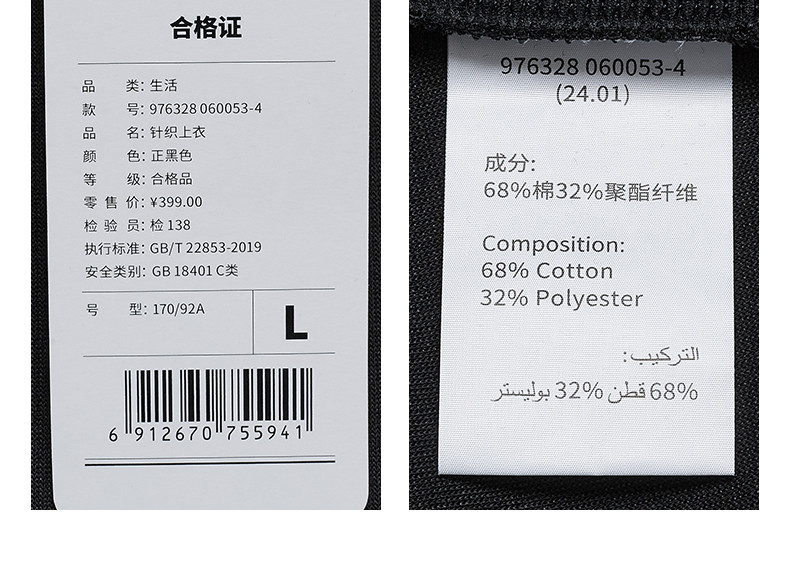 合格证
品 类: 生活
款 号: 976328 060053-4
品 名: 针织上衣
颜 色: 正黑色
等 级: 合格品
零 售 价: ¥399.00
检 验 员: 检 138
执行标准: GB/T 22853-2019
安全类别: GB 18401 C类
号 型: 170/92A
L
6 912670 755941
976328 060053-4
(24.01)
成分:
68%棉32%聚酯纤维
Composition:
68% Cotton
32% Polyester
التركيب:
68% قطن 32% بوليستر